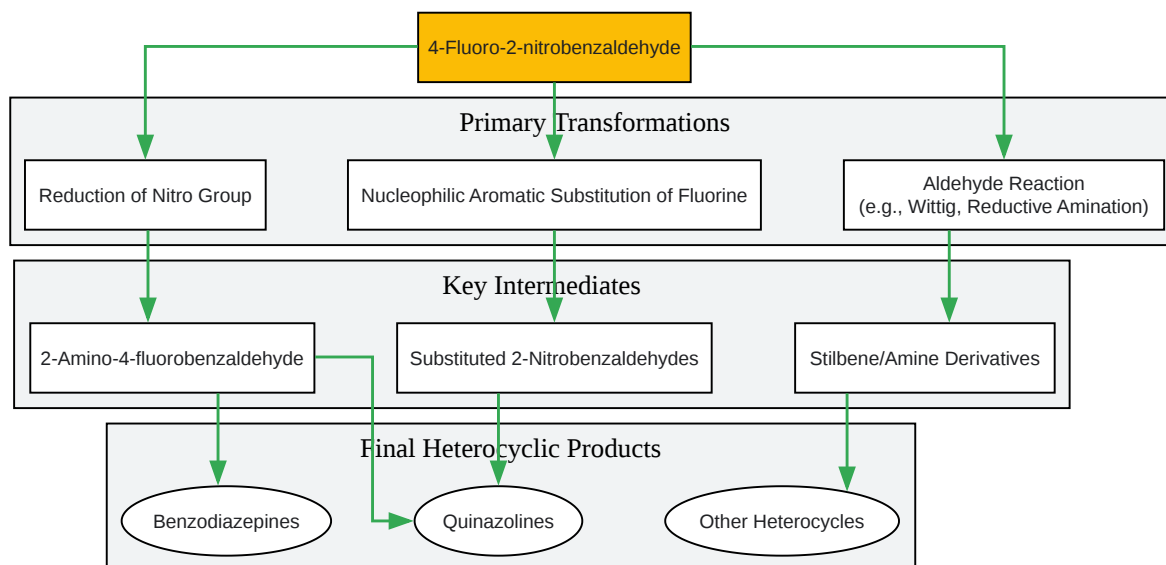 4-Fluoro-2-nitrobenzaldehyde
Primary Transformations
Reduction of Nitro Group
Nucleophilic Aromatic Substitution of Fluorine
Aldehyde Reaction
(e.g., Wittig, Reductive Amination)
Key Intermediates
2-Amino-4-fluorobenzaldehyde
Substituted 2-Nitrobenzaldehydes
Stilbene/Amine Derivatives
Final Heterocyclic Products
Benzodiazepines
Quinazolines
Other Heterocycles